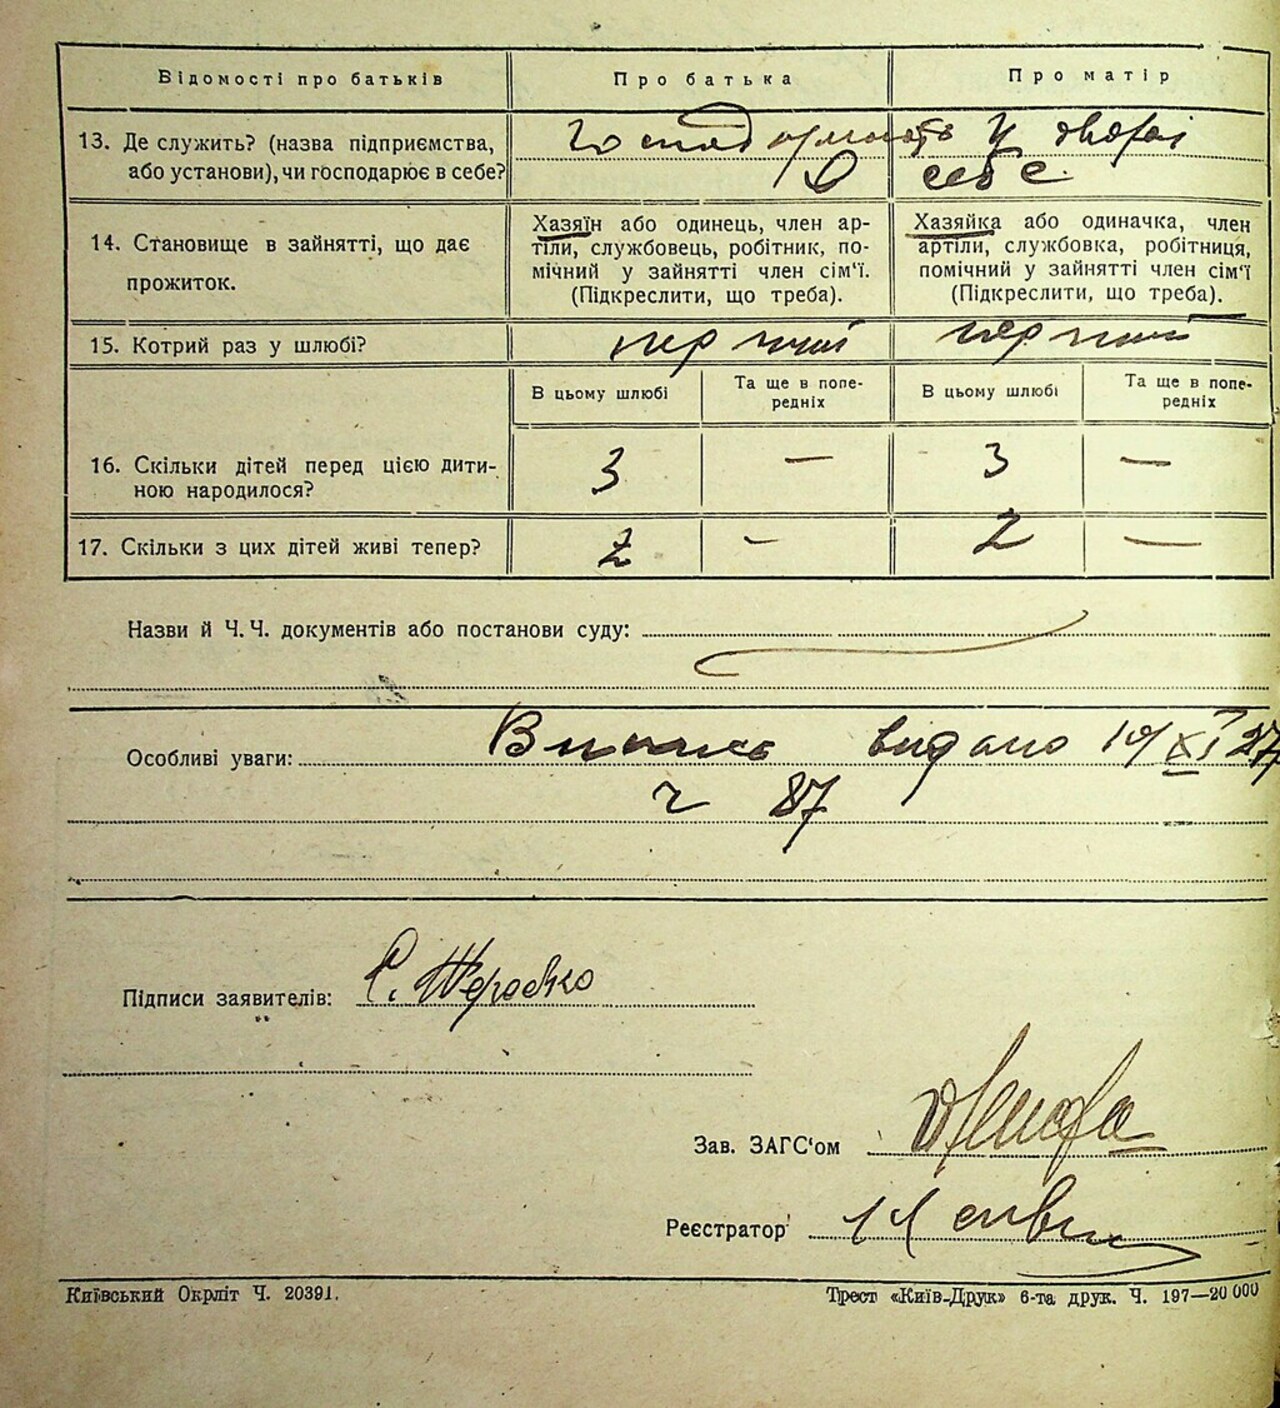 Відомості про батьків Про батька Про матір
13. Де служить? (назва підприємства, або установи), чи господарює в себе?
господарюють у дворі
в себе
14. Становище в зайнятті, що дає прожиток.
Хазяїн або одинець, член ар-
тіли, службовець, робітник, по-
мічний у зайнятті член сім'ї.
(Підкреслити, що треба).
Хазяйка або одиначка, член
артіли, службовка, робітниця,
помічний у зайнятті член сім'ї
(Підкреслити, що треба).
15. Котрий раз у шлюбі? перший перший
В цьому шлюбі Та ще в попе-
редніх
В цьому шлюбі Та ще в попе-
редніх
16. Скільки дітей перед цією дити-
ною народилося? 3 — 3 —
17. Скільки з цих дітей живі тепер? 2 — 2 —
Назви й Ч. Ч. документів або постанови суду:
Особливі уваги: Виписа видано XI 27
ч 87
Підписи заявителів:
Зав. ЗАГС'ом
Реєстратор
Київський Окрліт Ч. 20391.
Трест «Київ-Друк» 6-та друк. Ч. 197—20 000